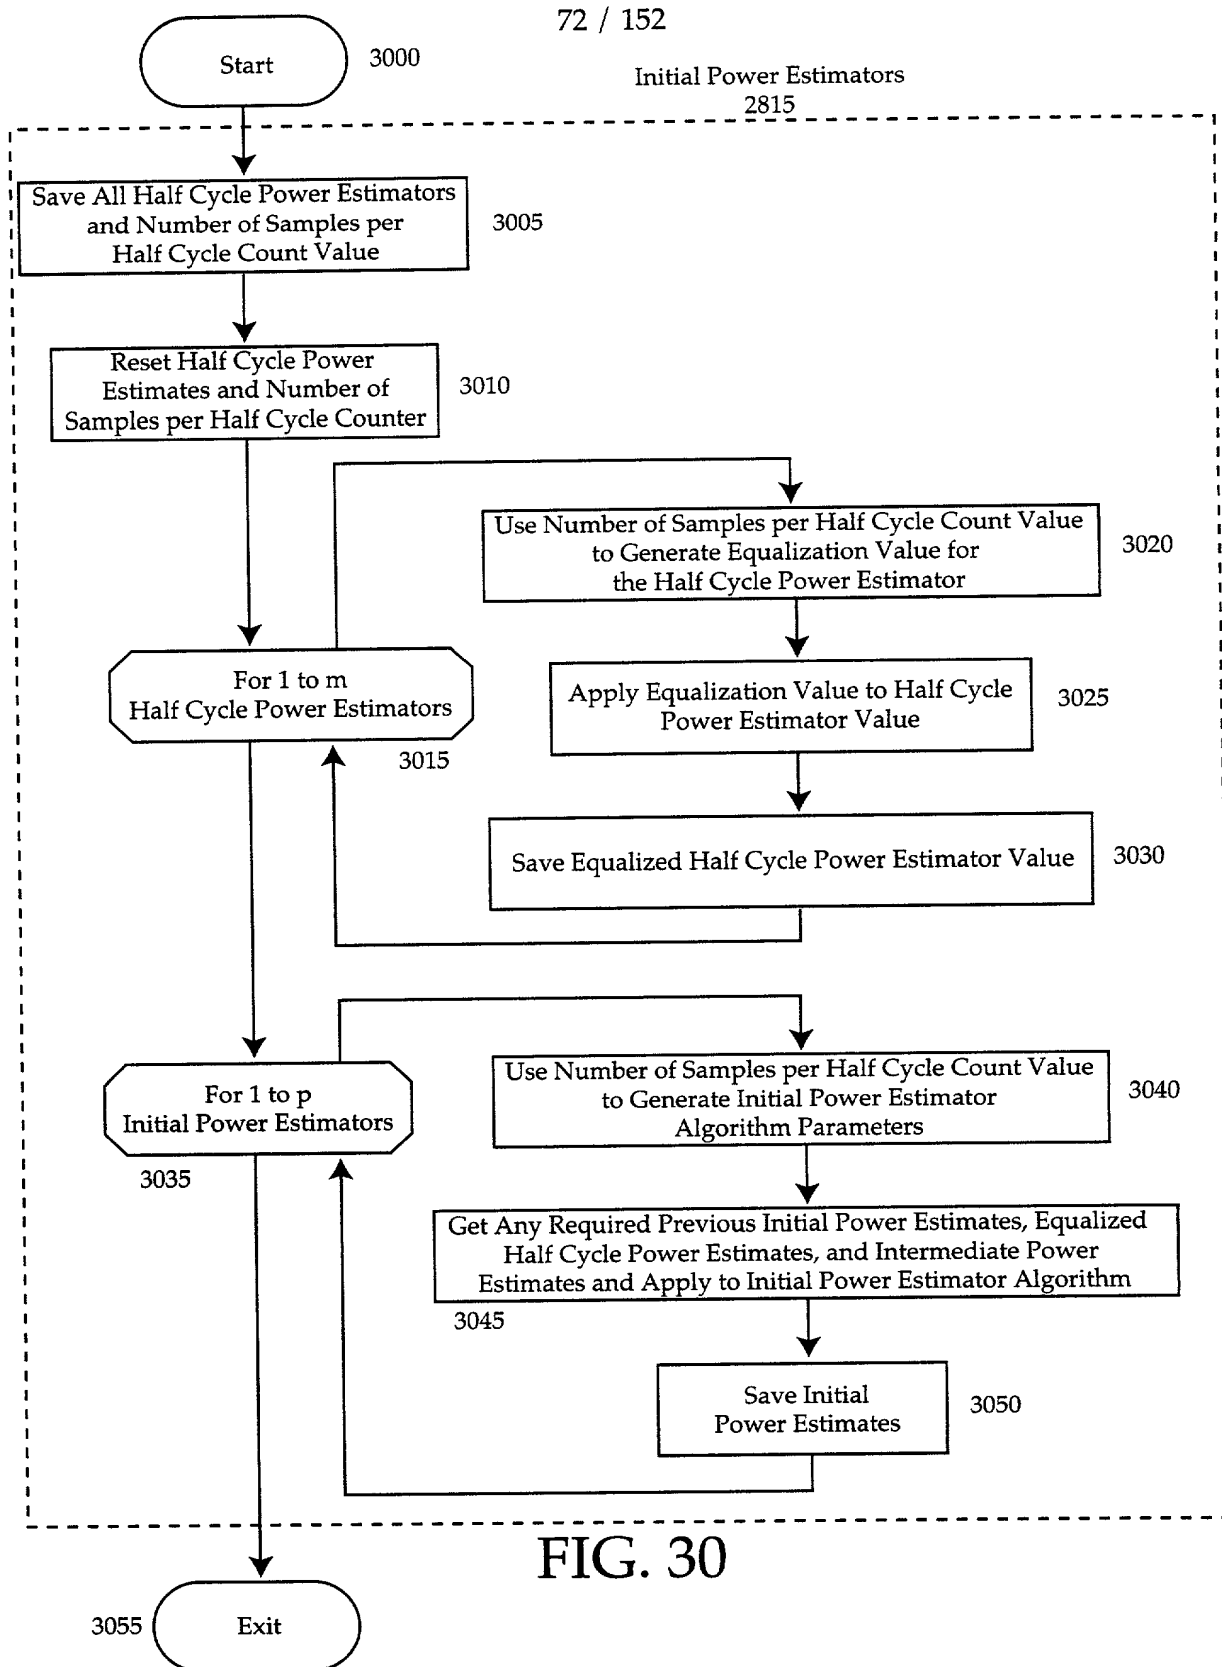 72 / 152
Start
3000
Initial Power Estimators
2815
Save All Half Cycle Power Estimators
and Number of Samples per
Half Cycle Count Value
3005
Reset Half Cycle Power
Estimates and Number of
Samples per Half Cycle Counter
3010
Use Number of Samples per Half Cycle Count Value
to Generate Equalization Value for
the Half Cycle Power Estimator
3020
For 1 to m
Half Cycle Power Estimators
3015
Apply Equalization Value to Half Cycle
Power Estimator Value
3025
Save Equalized Half Cycle Power Estimator Value
3030
For 1 to p
Initial Power Estimators
3035
Use Number of Samples per Half Cycle Count Value
to Generate Initial Power Estimator
Algorithm Parameters
3040
Get Any Required Previous Initial Power Estimates, Equalized
Half Cycle Power Estimates, and Intermediate Power
Estimates and Apply to Initial Power Estimator Algorithm
3045
Save Initial
Power Estimates
3050
FIG. 30
3055
Exit